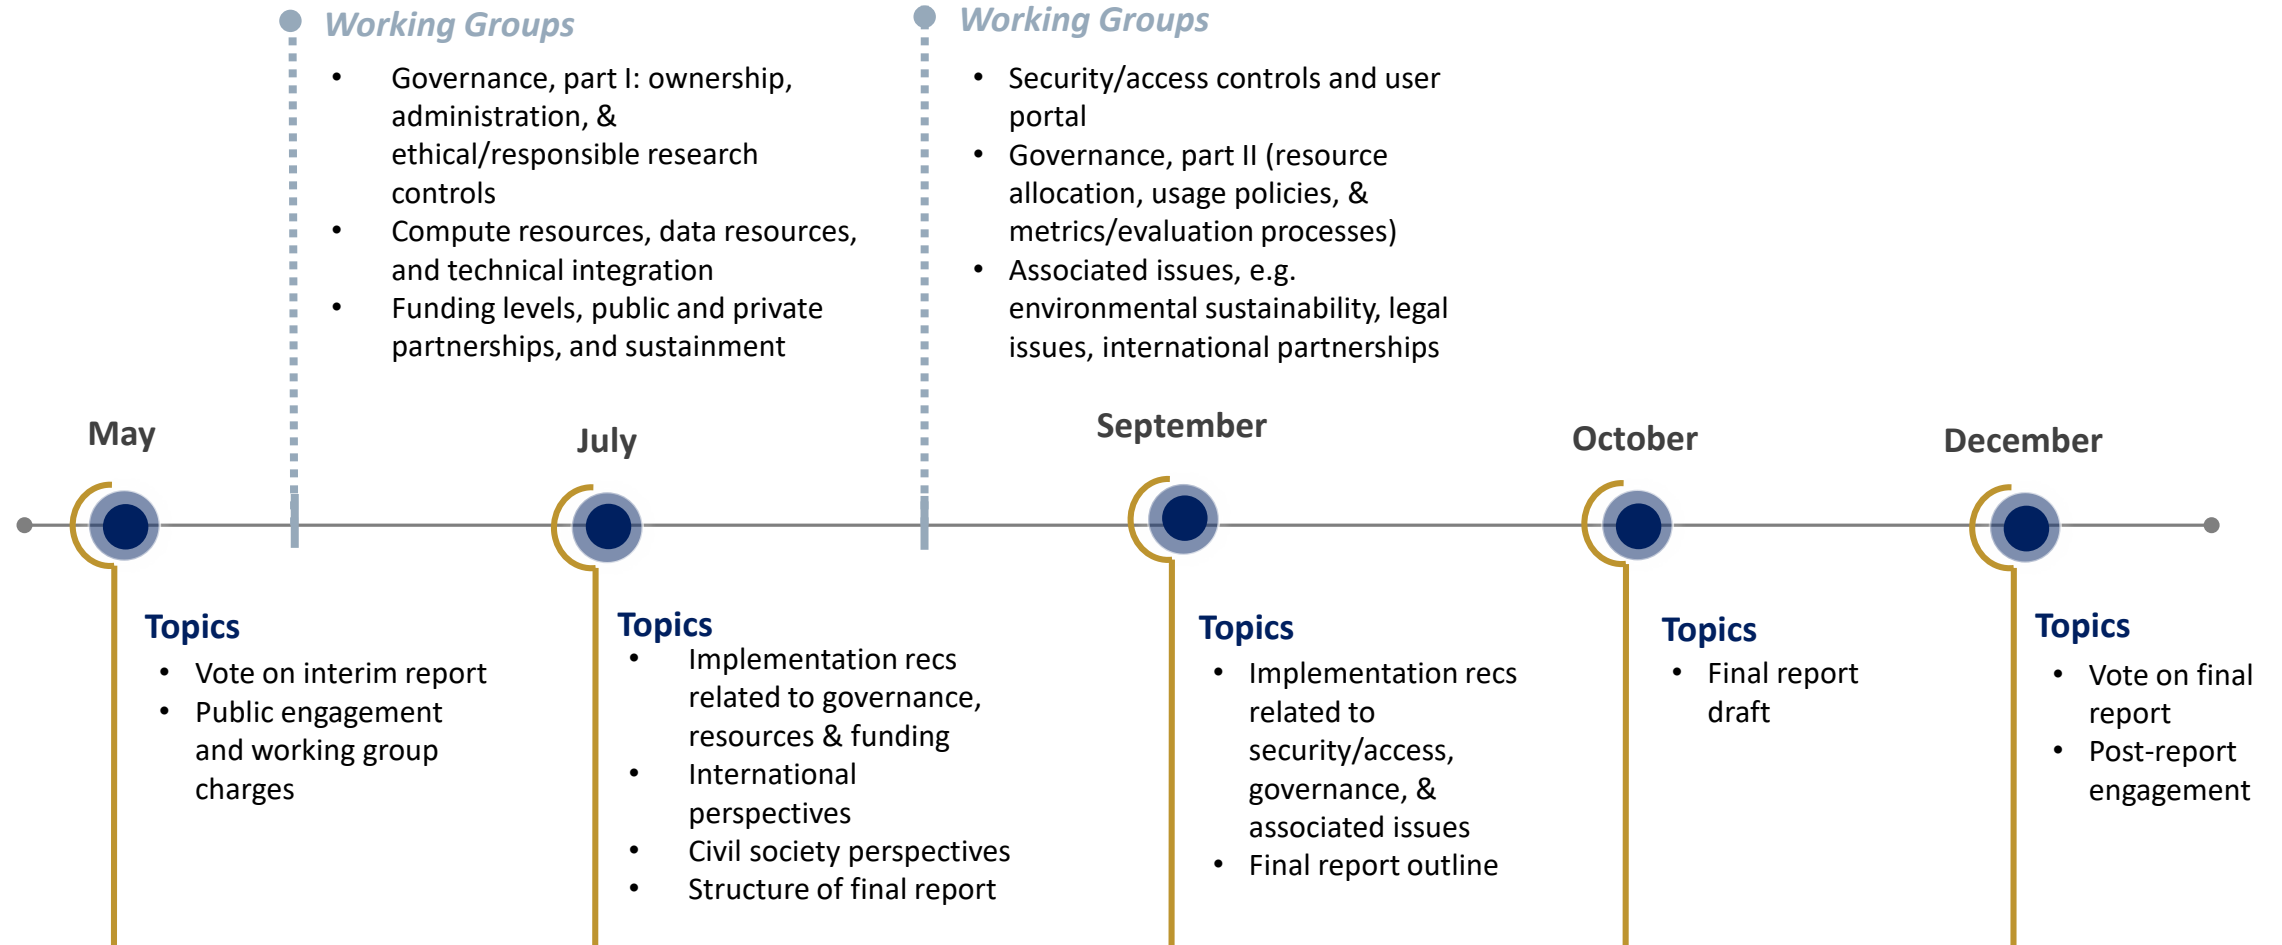 Working Groups
• Governance, part I: ownership,
administration, &
ethical/responsible research
controls
• Compute resources, data resources,
and technical integration
• Funding levels, public and private
partnerships, and sustainment
Working Groups
• Security/access controls and user
portal
• Governance, part II (resource
allocation, usage policies, &
metrics/evaluation processes)
• Associated issues, e.g.
environmental sustainability, legal
issues, international partnerships
May
July
September
October
December
Topics
• Vote on interim report
• Public engagement
and working group
charges
Topics
• Implementation recs
related to governance,
resources & funding
• International
perspectives
• Civil society perspectives
• Structure of final report
Topics
• Implementation recs
related to
security/access,
governance, &
associated issues
• Final report outline
Topics
• Final report
draft
Topics
• Vote on final
report
• Post-report
engagement